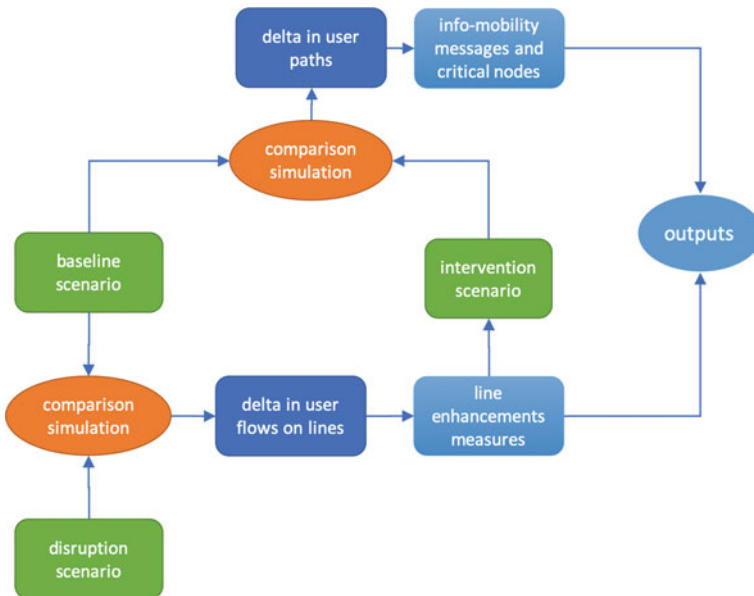 delta in user
paths
info-mobility
messages and
critical nodes
comparison
simulation
baseline
scenario
intervention
scenario
outputs
comparison
simulation
delta in user
flows on lines
line
enhancements
measures
disruption
scenario